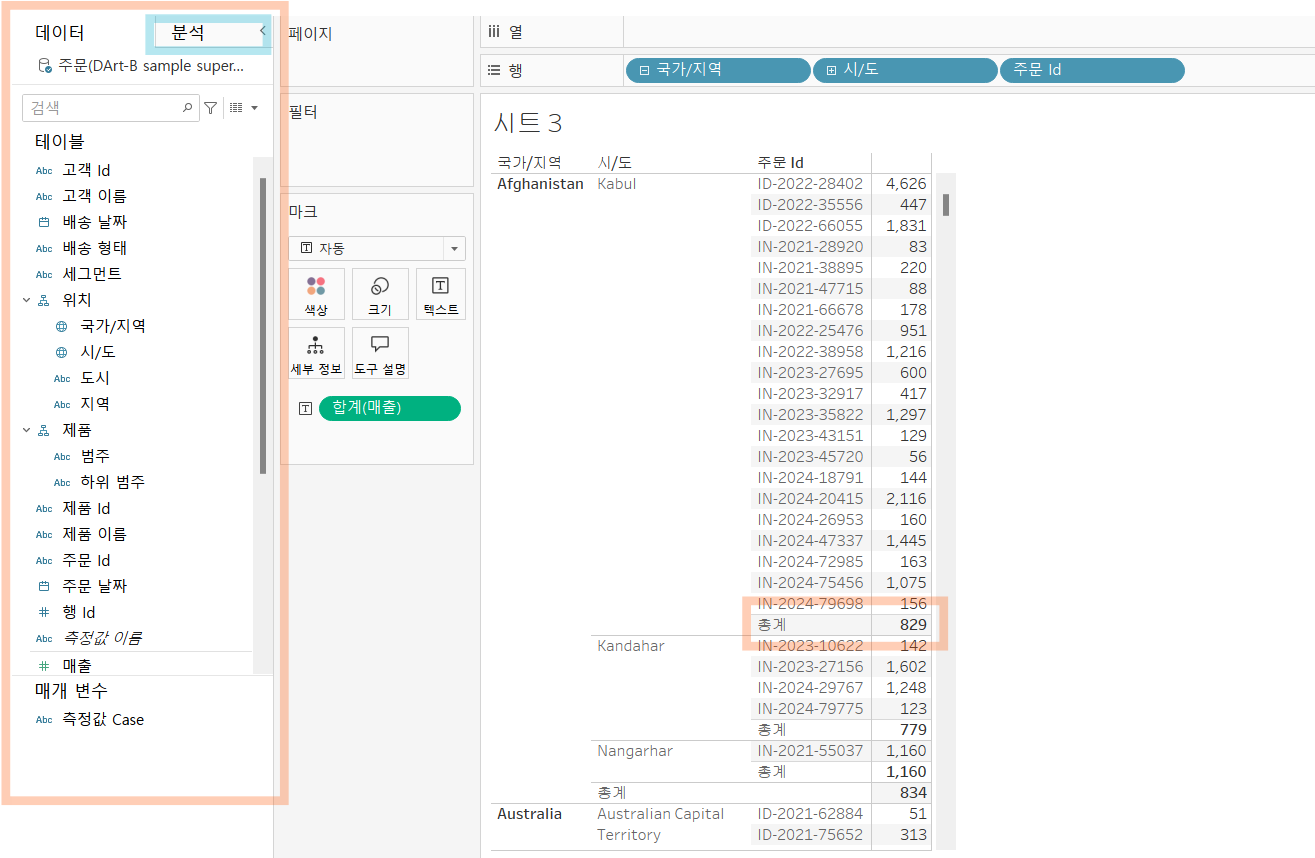 데이터
분석
주문(DArt-B sample super...
검색
테이블
Abc 고객 Id
Abc 고객 이름
배송 날짜
Abc 배송 형태
Abc 세그먼트
위치
국가/지역
시/도
Abc 도시
Abc 지역
제품
Abc 범주
Abc 하위 범주
Abc 제품 Id
Abc 제품 이름
Abc 주문 Id
주문 날짜
# 행 Id
Abc 측정값 이름
# 매출
매개 변수
Abc 측정값 Case
페이지
필터
마크
자동
색상
크기
텍스트
세부 정보
도구 설명
합계(매출)
열
행
국가/지역
시/도
주문 Id
시트 3
국가/지역 시/도 주문 Id
Afghanistan Kabul ID-2022-28402 4,626
ID-2022-35556 447
ID-2022-66055 1,831
IN-2021-28920 83
IN-2021-38895 220
IN-2021-47715 88
IN-2021-66678 178
IN-2022-25476 951
IN-2022-38958 1,216
IN-2023-27695 600
IN-2023-32917 417
IN-2023-35822 1,297
IN-2023-43151 129
IN-2023-45720 56
IN-2024-18791 144
IN-2024-20415 2,116
IN-2024-26953 160
IN-2024-47337 1,445
IN-2024-72985 163
IN-2024-75456 1,075
IN-2024-79698 156
총계 829
Kandahar IN-2023-10622 142
IN-2023-27156 1,602
IN-2024-29767 1,248
IN-2024-79775 123
총계 779
Nangarhar IN-2021-55037 1,160
총계 1,160
총계 834
Australia Australian Capital ID-2021-62884 51
Territory ID-2021-75652 313